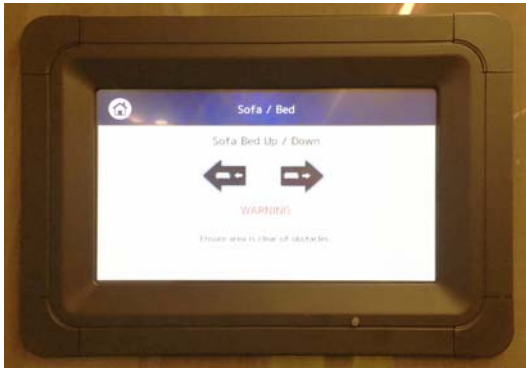 Sofa / Bed
Sofa Bed Up / Down
WARNING
Ensure area is clear of obstacles.